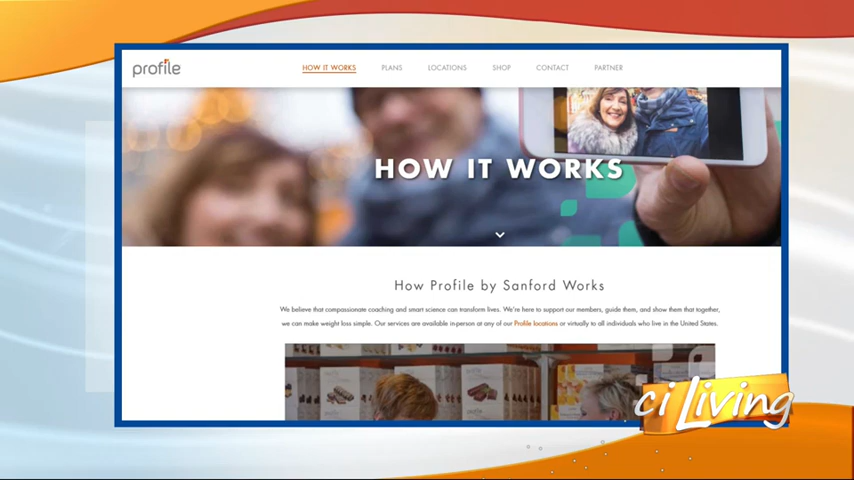 profile
HOW IT WORKS PLANS LOCATIONS SHOP CONTACT PARTNER
HOW IT WORKS
How Profile by Sanford Works
We believe that compassionate coaching and smart science can transform lives. We're here to support our members, guide them, and show them that together,
we can make weight loss simple. Our services are available in-person at any of our Profile locations or virtually to all individuals who live in the United States.
profile
ciLiving